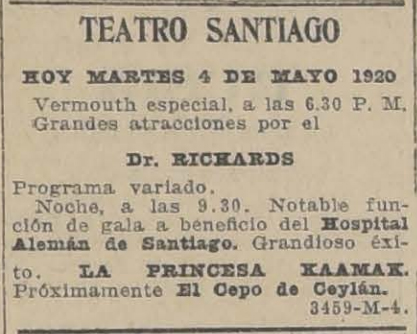 TEATRO SANTIAGO
HOY MARTES 4 DE MAYO 1920
Vermouth especial, a las 6.30 P. M.
Grandes atracciones por el
Dr. RICHARDS
Programa variado.
Noche, a las 9.30. Notable fun-
ción de gala a beneficio del Hospital
Alemán de Santiago. Grandioso éxi-
to. LA PRINCESA KAAMAK.
Próximamente El Cepo de Ceylán.
3459-M-4.